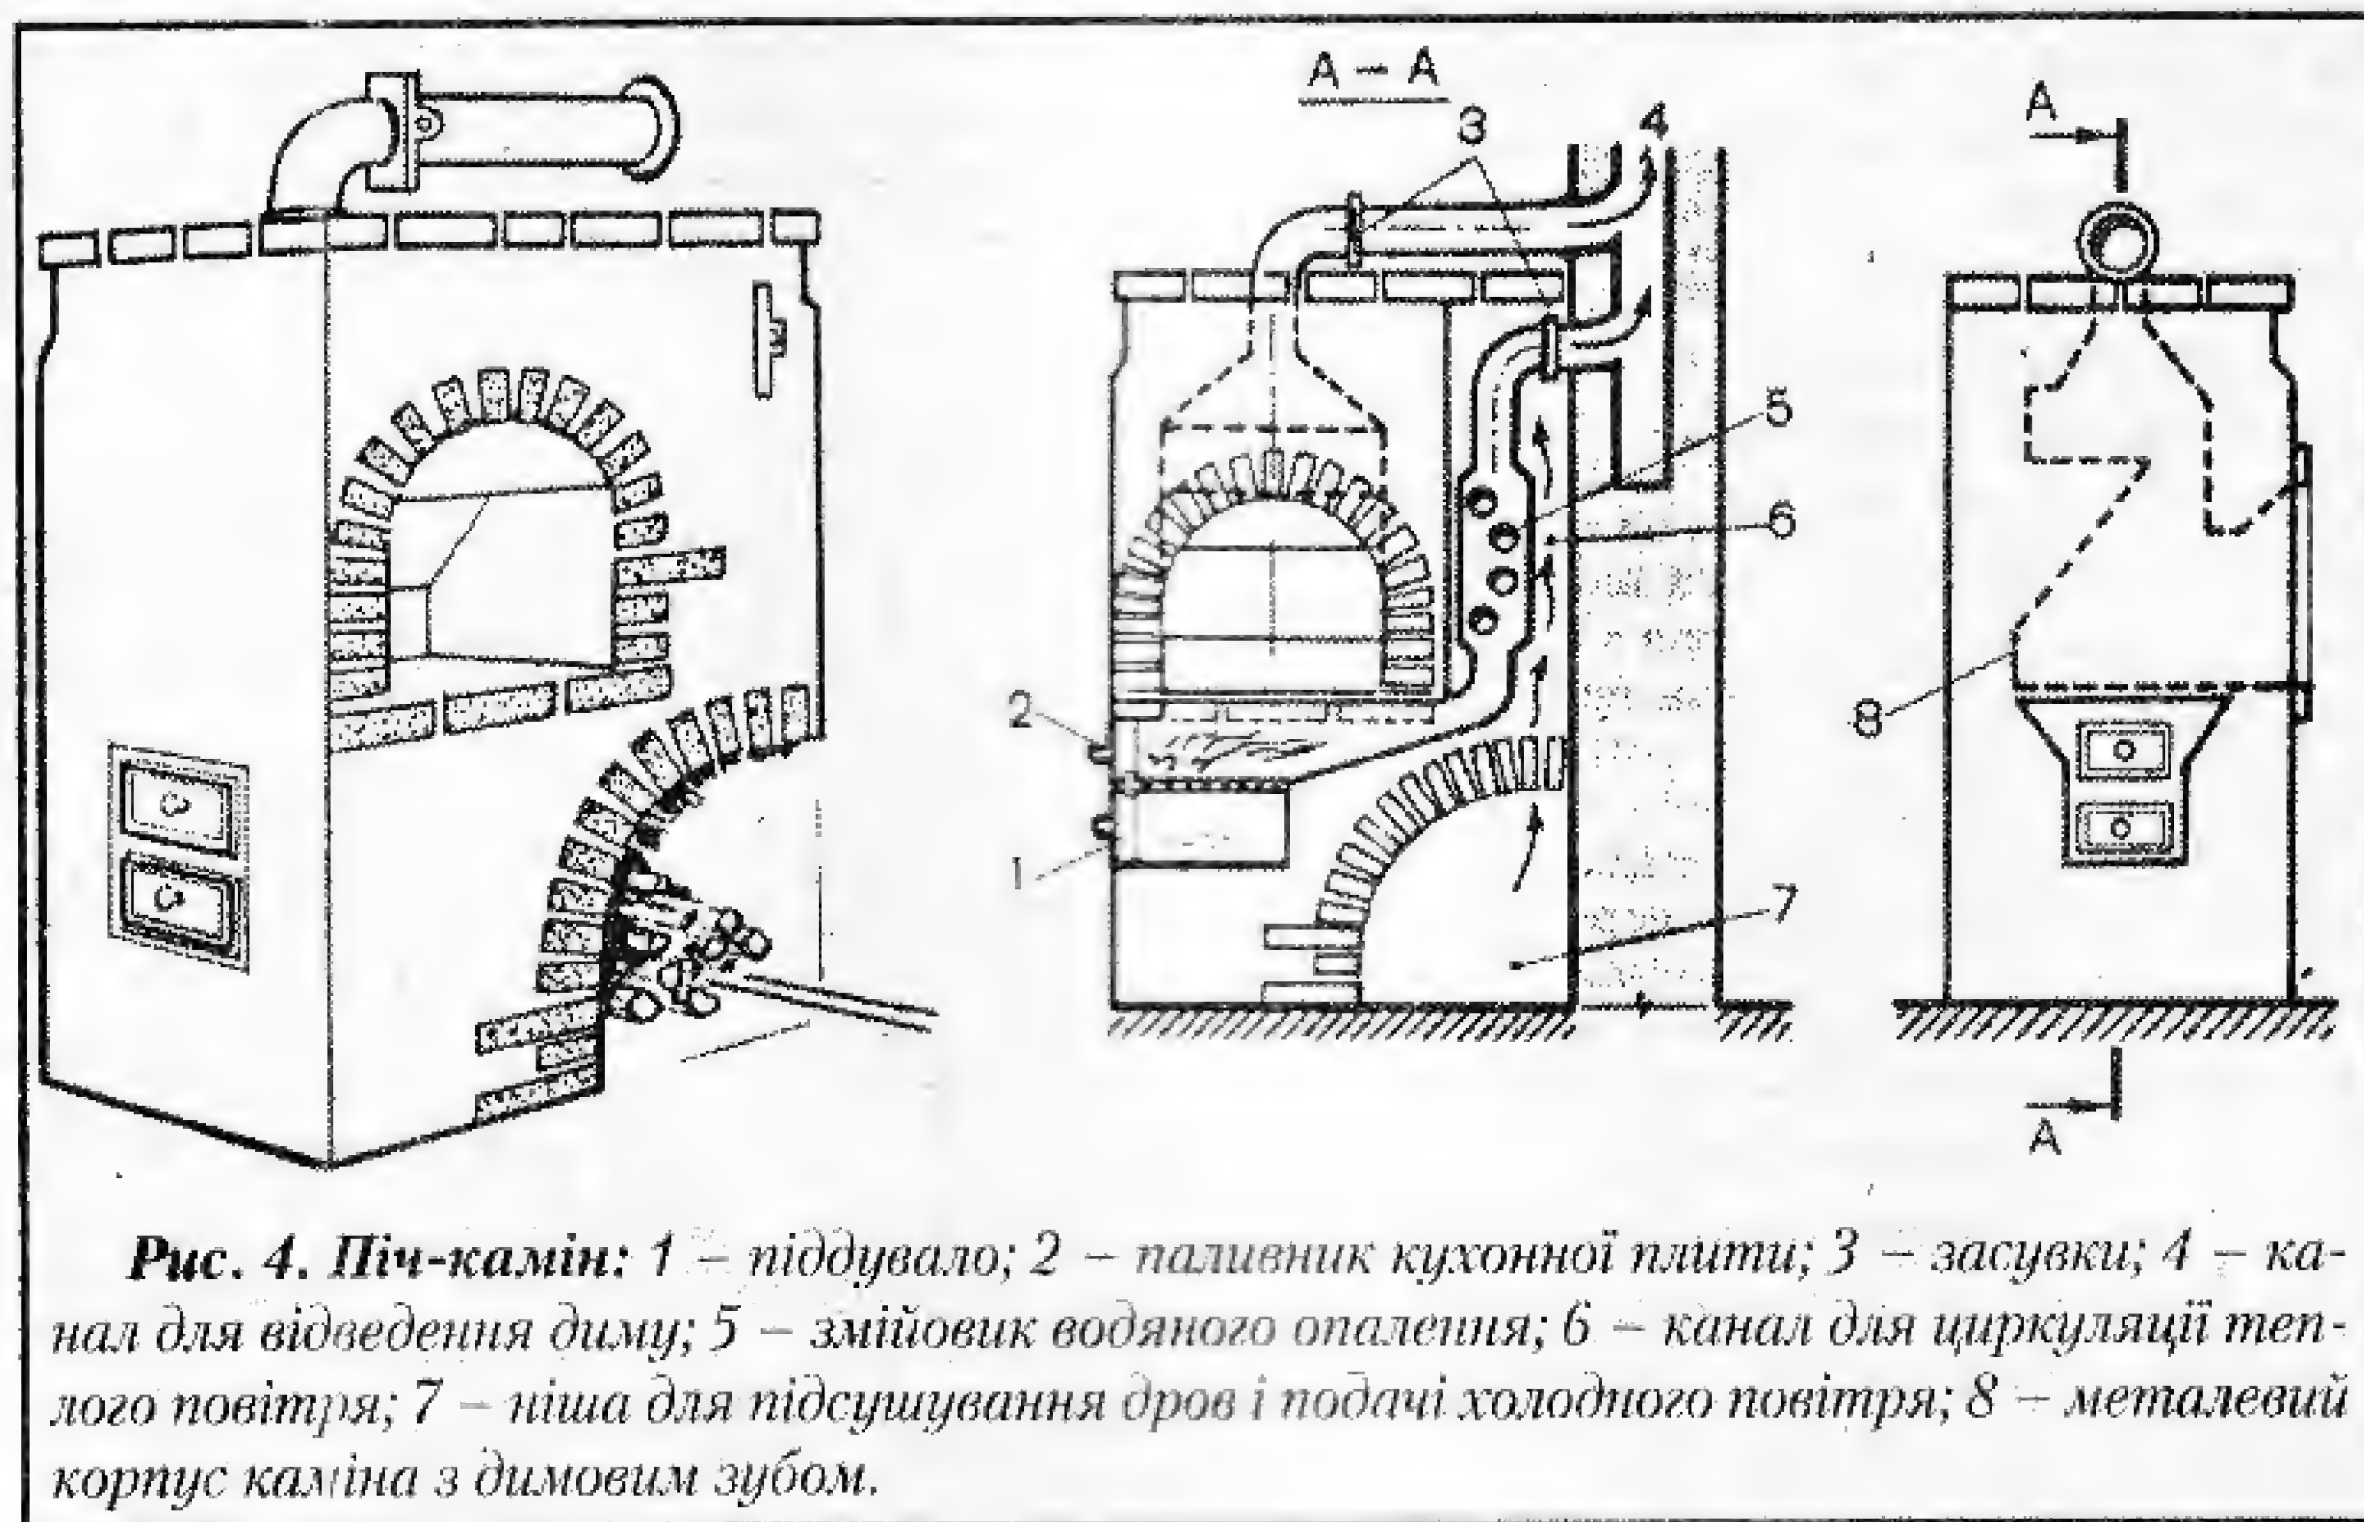 А – А
3
4
А
5
6
2
8
1
7
А
Рис. 4. Піч-камін: 1 – піддувало; 2 – паливник кухонної плити; 3 – засувки; 4 – ка-
нал для відведення диму; 5 – змійовик водяного опалення; 6 – канал для циркуляції теп-
лого повітря; 7 – ніша для підсушування дров і подачі холодного повітря; 8 – металевий
корпус каміна з димовим зубом.